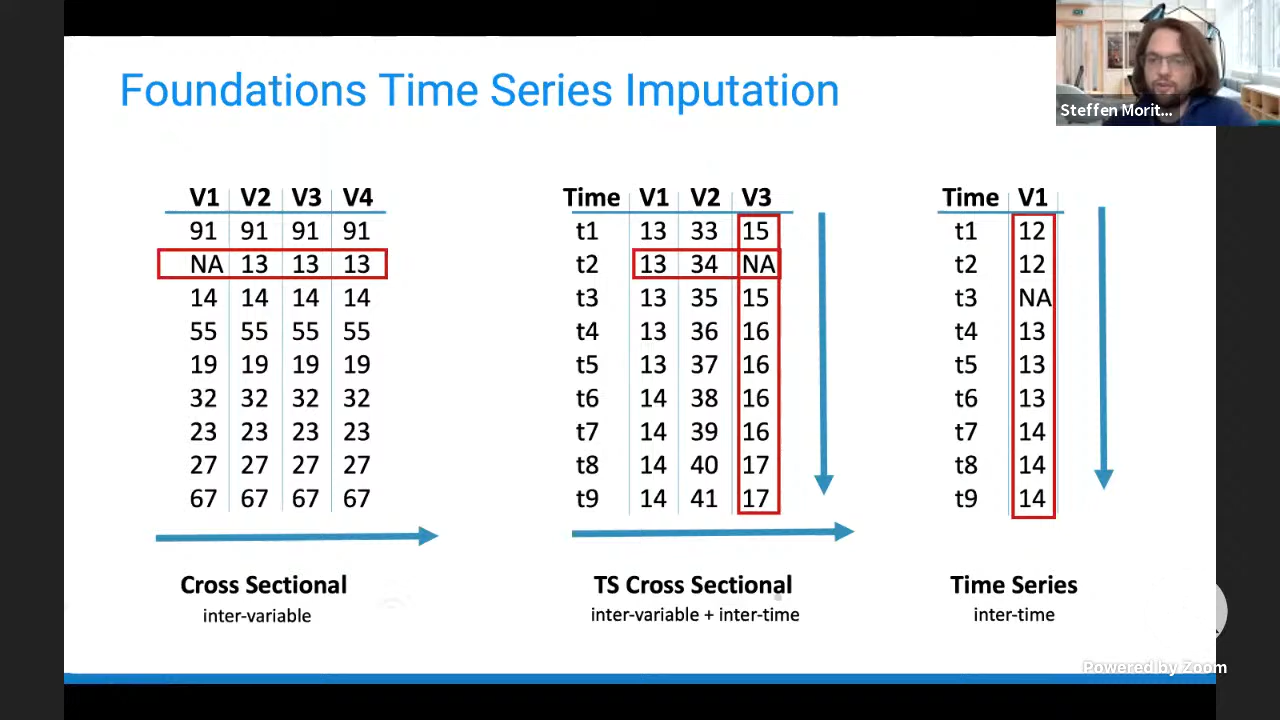 Foundations Time Series Imputation
Steffen Morit...
V1 V2 V3 V4
91 91 91 91
NA 13 13 13
14 14 14 14
55 55 55 55
19 19 19 19
32 32 32 32
23 23 23 23
27 27 27 27
67 67 67 67
Cross Sectional
inter-variable
Time V1 V2 V3
t1 13 33 15
t2 13 34 NA
t3 13 35 15
t4 13 36 16
t5 13 37 16
t6 14 38 16
t7 14 39 16
t8 14 40 17
t9 14 41 17
TS Cross Sectional
inter-variable + inter-time
Time V1
t1 12
t2 12
t3 NA
t4 13
t5 13
t6 13
t7 14
t8 14
t9 14
Time Series
inter-time
Powered by Zoom